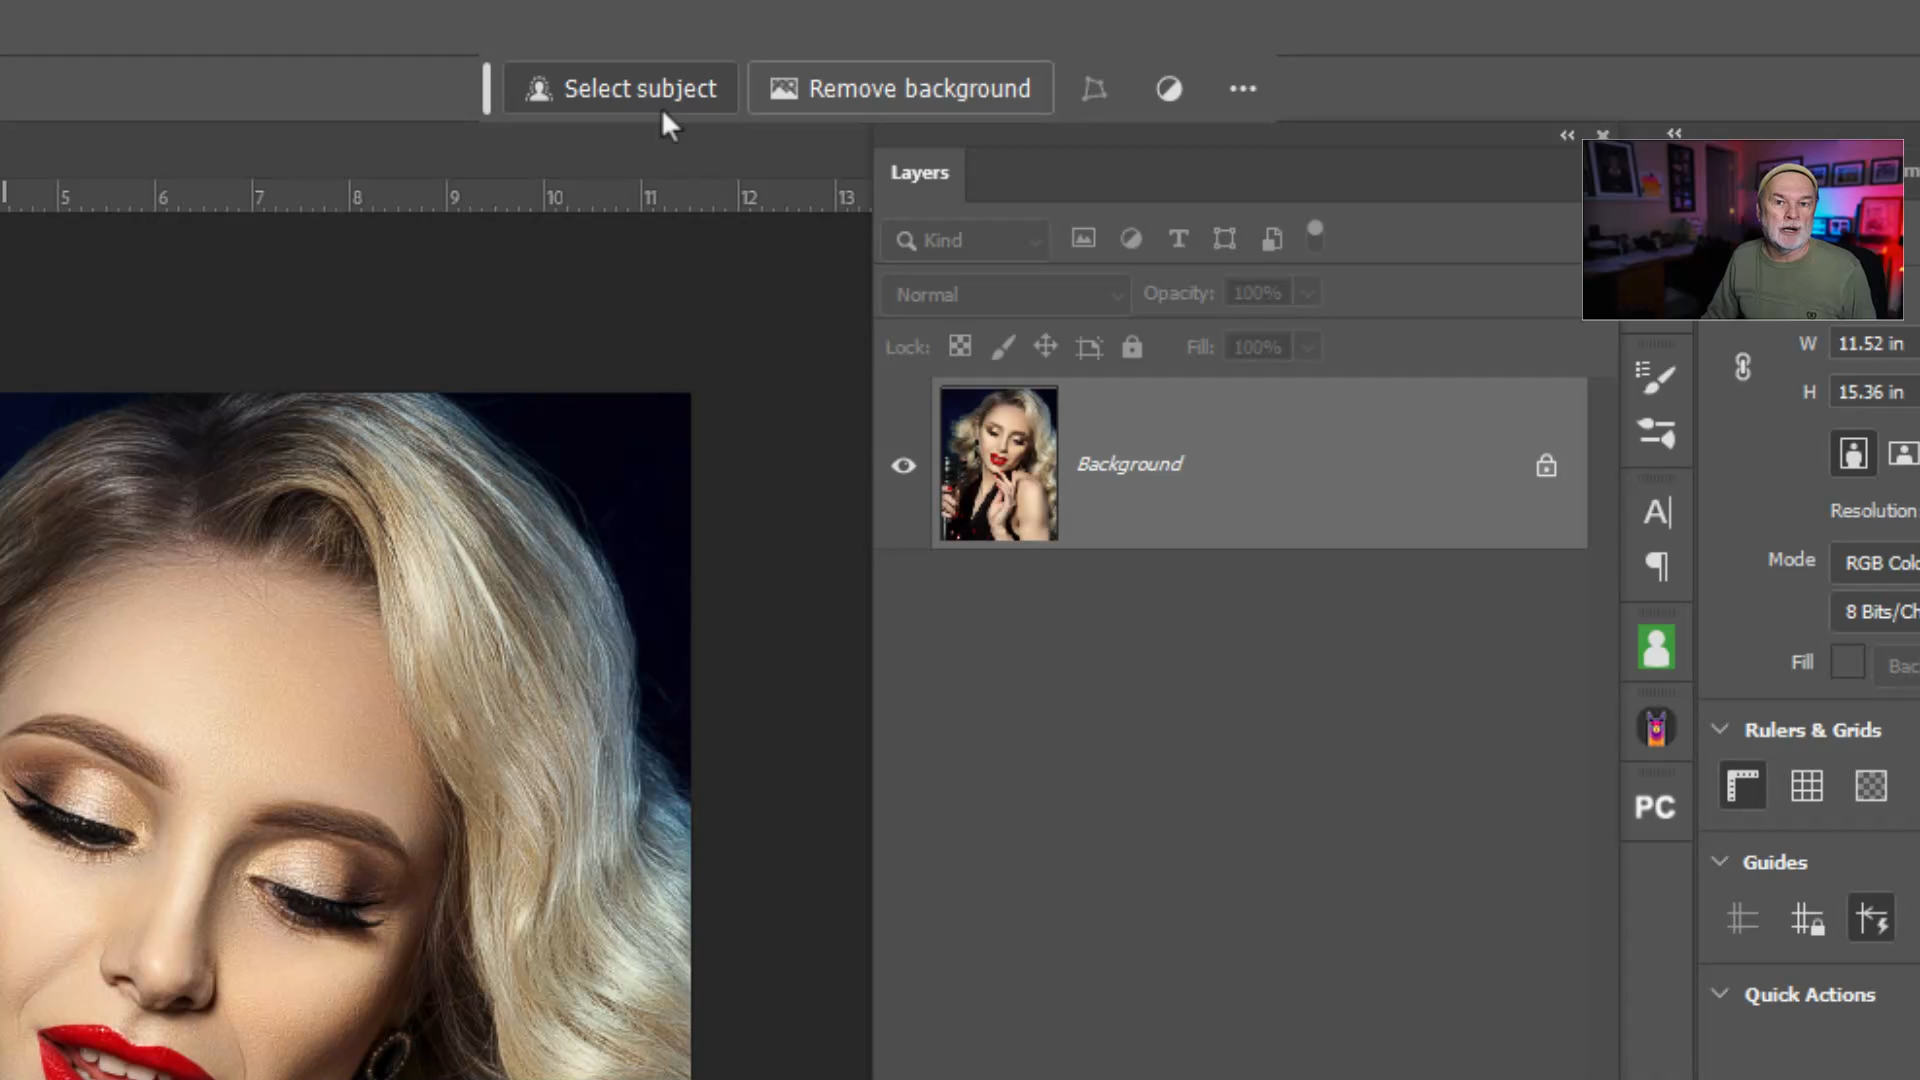 Select subject
Remove background
5 6 7 8 9 10 11 12 13
Layers
Kind
Normal
Opacity: 100%
Lock:
Fill: 100%
Background
W 11.52 in
H 15.36 in
Resolution
Mode RGB Colo
8 Bits/Ch
Fill Bac
A
PC
Rulers & Grids
Guides
Quick Actions